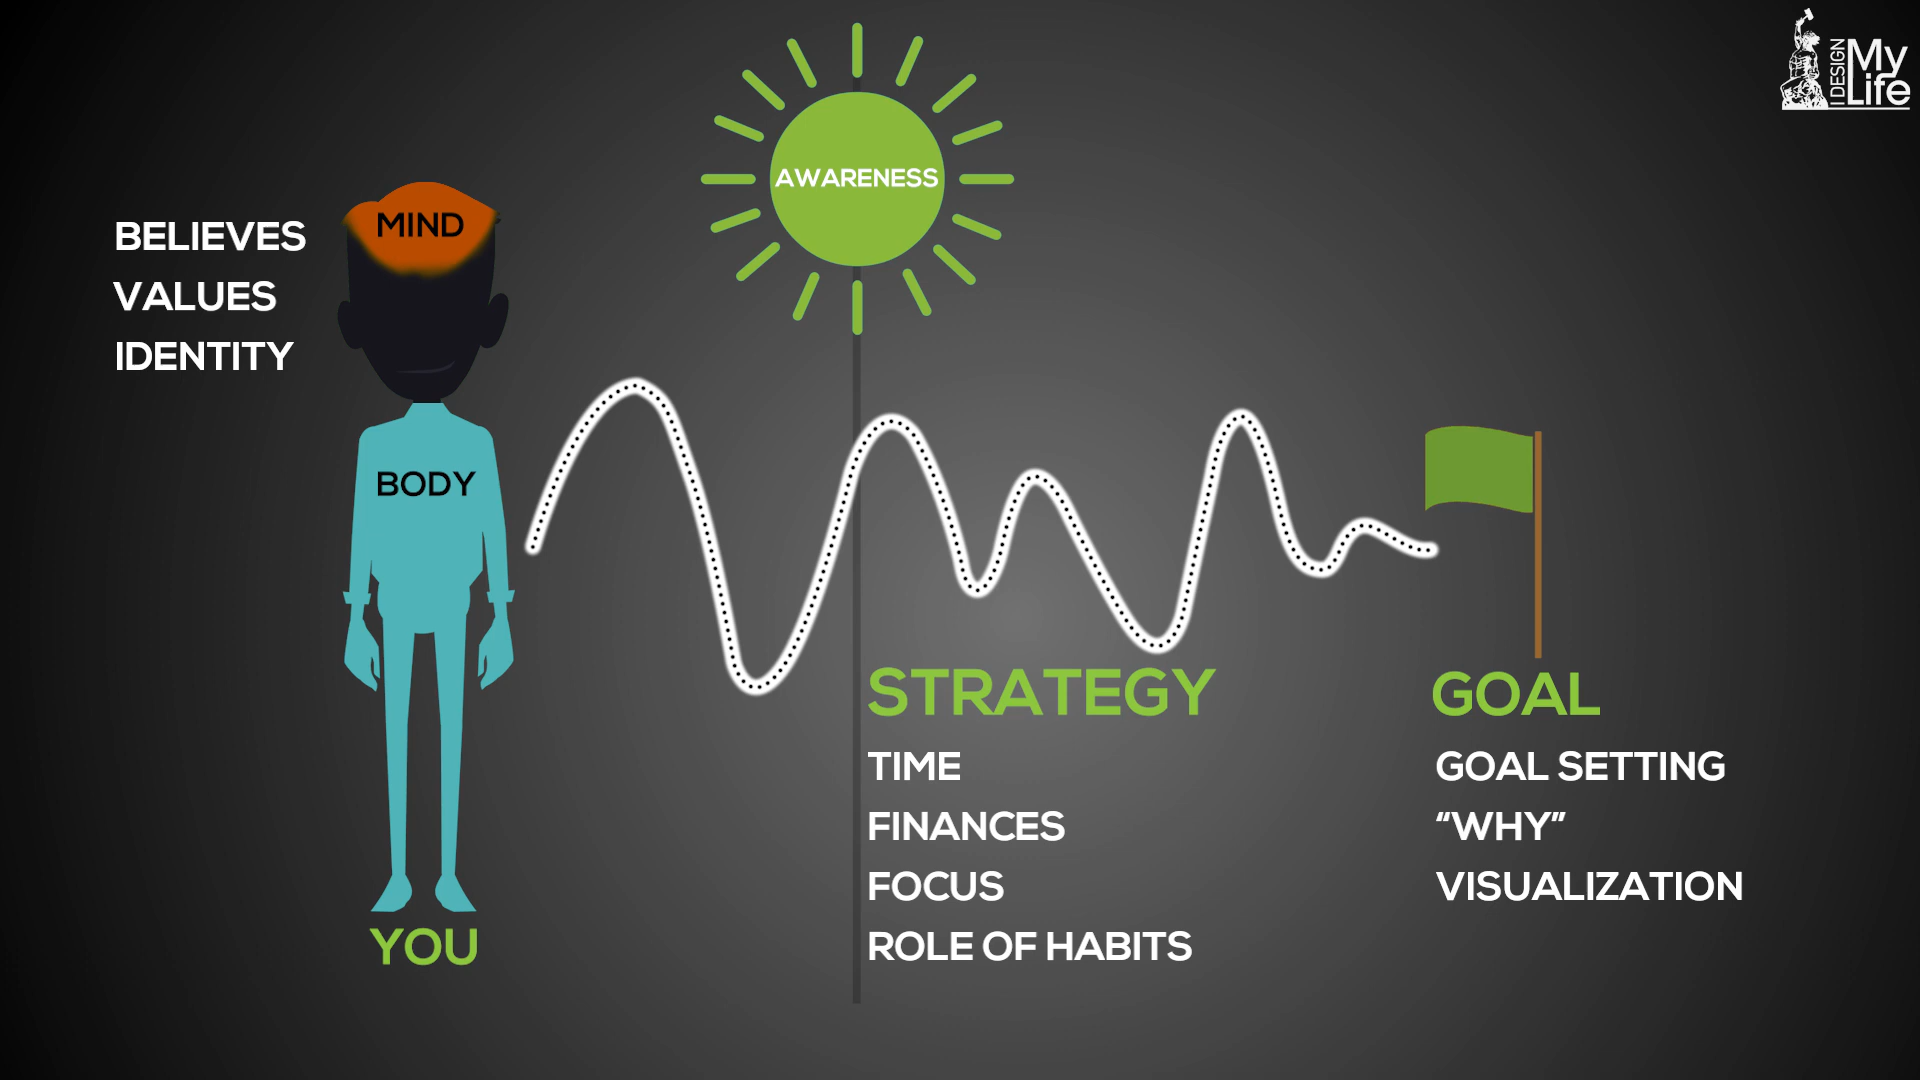 I DESIGN
My
Life
AWARENESS
MIND
BELIEVES
VALUES
IDENTITY
BODY
YOU
STRATEGY
TIME
FINANCES
FOCUS
ROLE OF HABITS
GOAL
GOAL SETTING
“WHY”
VISUALIZATION